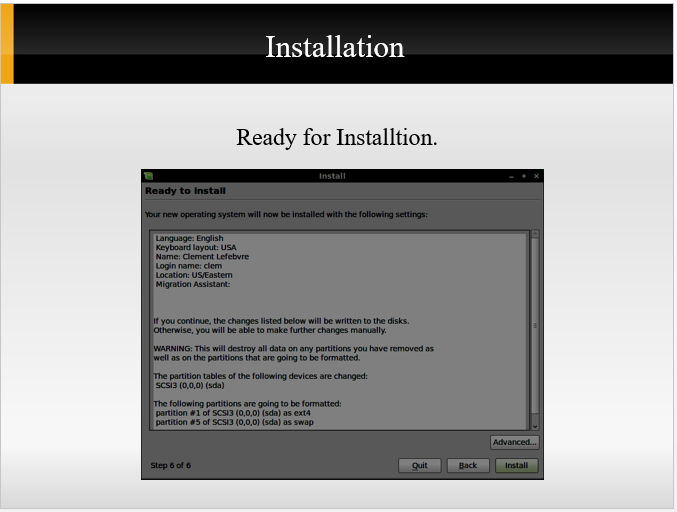 Installation
Ready for Installtion.
Install
Ready to install
Your new operating system will now be installed with the following settings:
Language: English
Keyboard layout: USA
Name: Clement Lefebvre
Login name: clem
Location: US/Eastern
Migration Assistant:
If you continue, the changes listed below will be written to the disks.
Otherwise, you will be able to make further changes manually.
WARNING: This will destroy all data on any partitions you have removed as
well as on the partitions that are going to be formatted.
The partition tables of the following devices are changed:
SCSI3 (0,0,0) (sda)
The following partitions are going to be formatted:
partition #1 of SCSI3 (0,0,0) (sda) as ext4
partition #5 of SCSI3 (0,0,0) (sda) as swap
Advanced...
Step 6 of 6
Quit
Back
Install